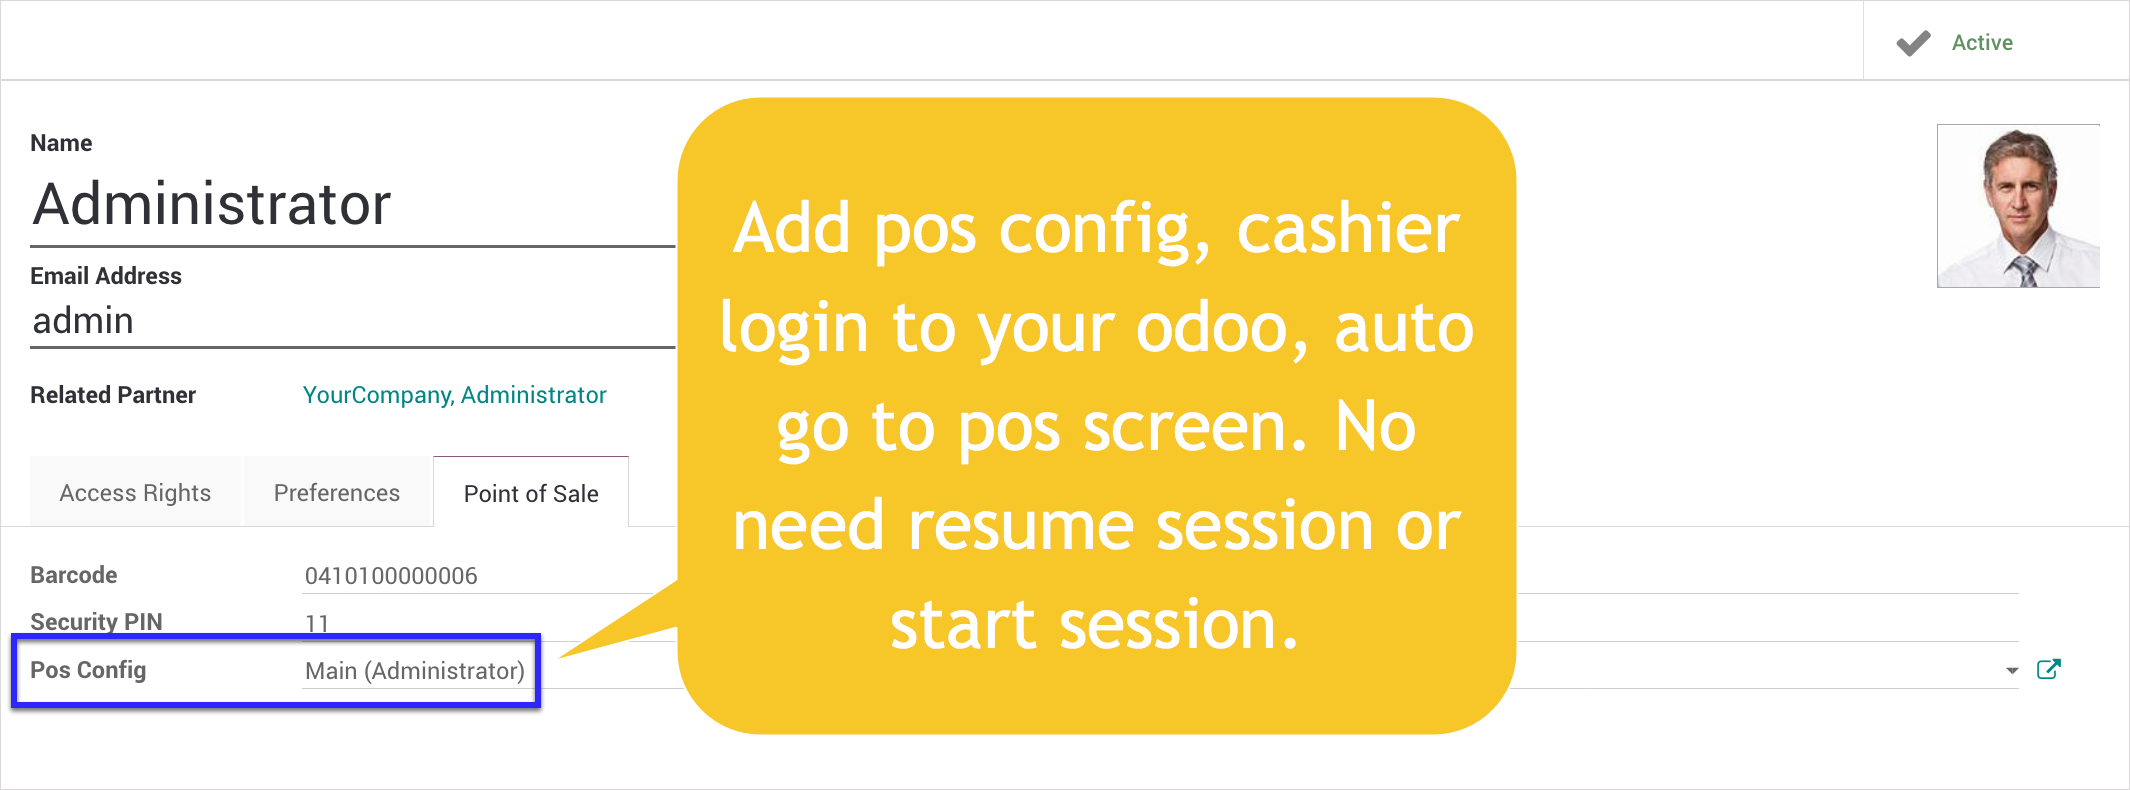 Active
Name
Administrator
Email Address
admin
Related Partner YourCompany, Administrator
Access Rights Preferences Point of Sale
Barcode 0410100000006
Security PIN 11
Pos Config Main (Administrator)
Add pos config, cashier
login to your odoo, auto
go to pos screen. No
need resume session or
start session.